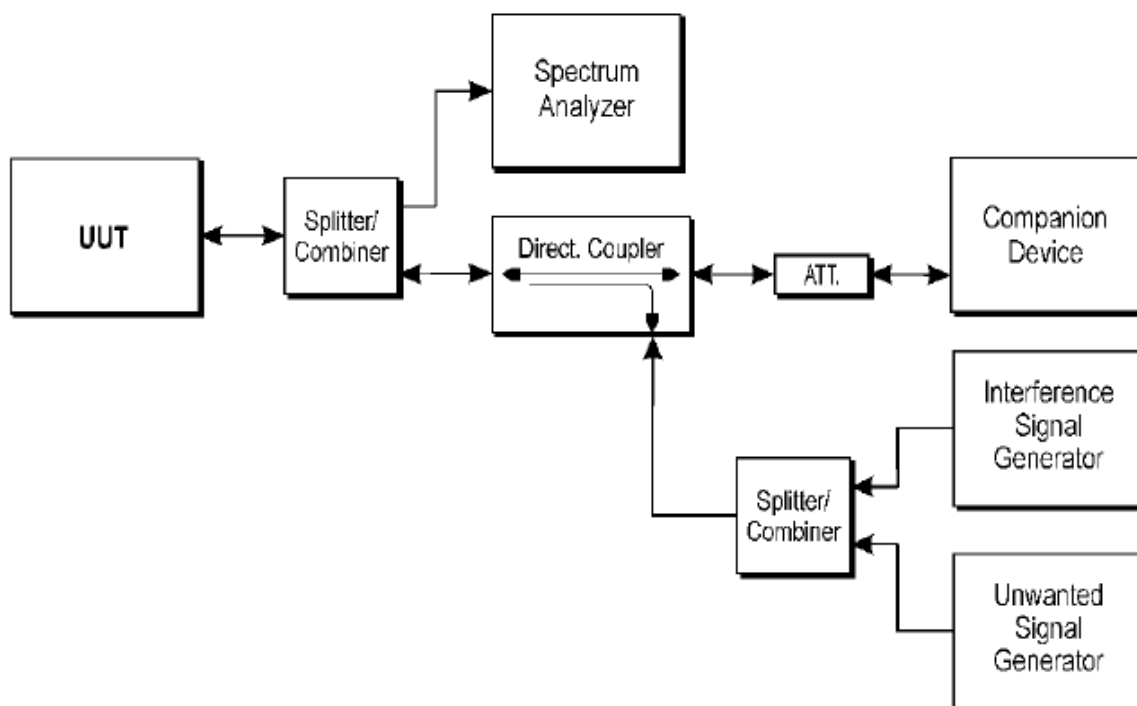 Spectrum
Analyzer
UUT
Splitter/
Combiner
Direct. Coupler
ATT.
Companion
Device
Interference
Signal
Generator
Splitter/
Combiner
Unwanted
Signal
Generator